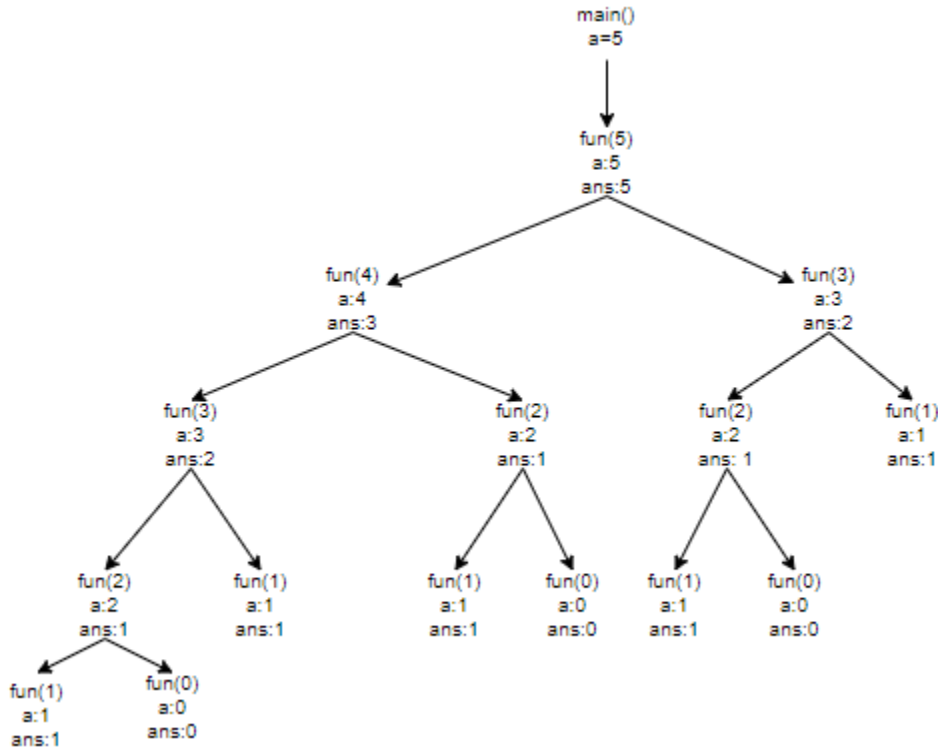 main()
a=5
fun(5)
a:5
ans:5
fun(4)
a:4
ans:3
fun(3)
a:3
ans:2
fun(3)
a:3
ans:2
fun(2)
a:2
ans:1
fun(2)
a:2
ans: 1
fun(1)
a:1
ans:1
fun(2)
a:2
ans:1
fun(1)
a:1
ans:1
fun(1)
a:1
ans:1
fun(0)
a:0
ans:0
fun(1)
a:1
ans:1
fun(0)
a:0
ans:0
fun(1)
a:1
ans:1
fun(0)
a:0
ans:0